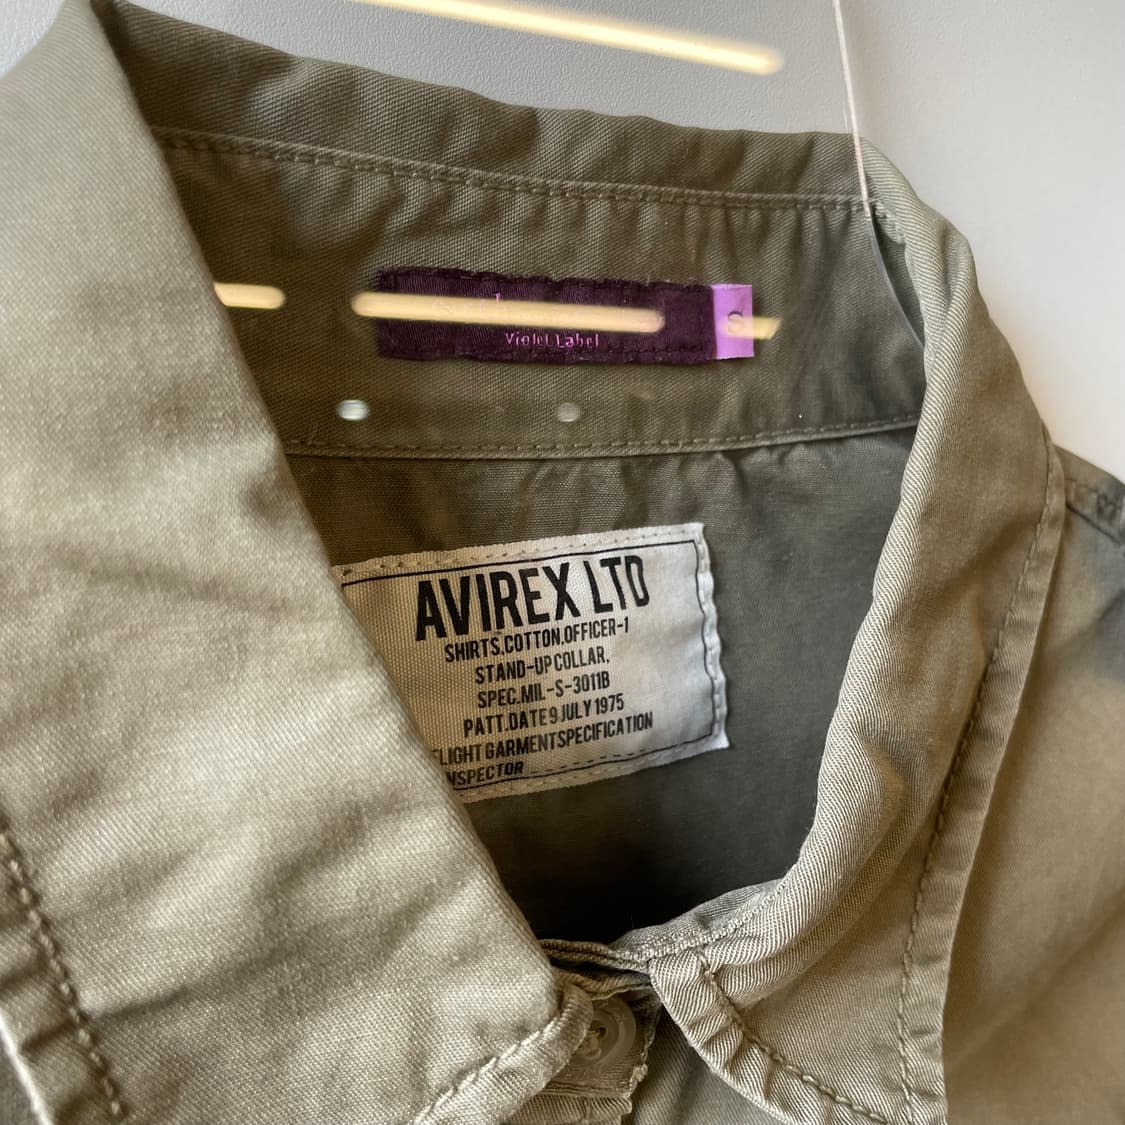 Violet Label
S
AVIREX LTD
SHIRTS,COTTON,OFFICER-1
STAND-UP COLLAR,
SPEC.MIL-S-3011B
PATT.DATE 9 JULY 1975
FLIGHT GARMENT SPECIFICATION
INSPECTOR